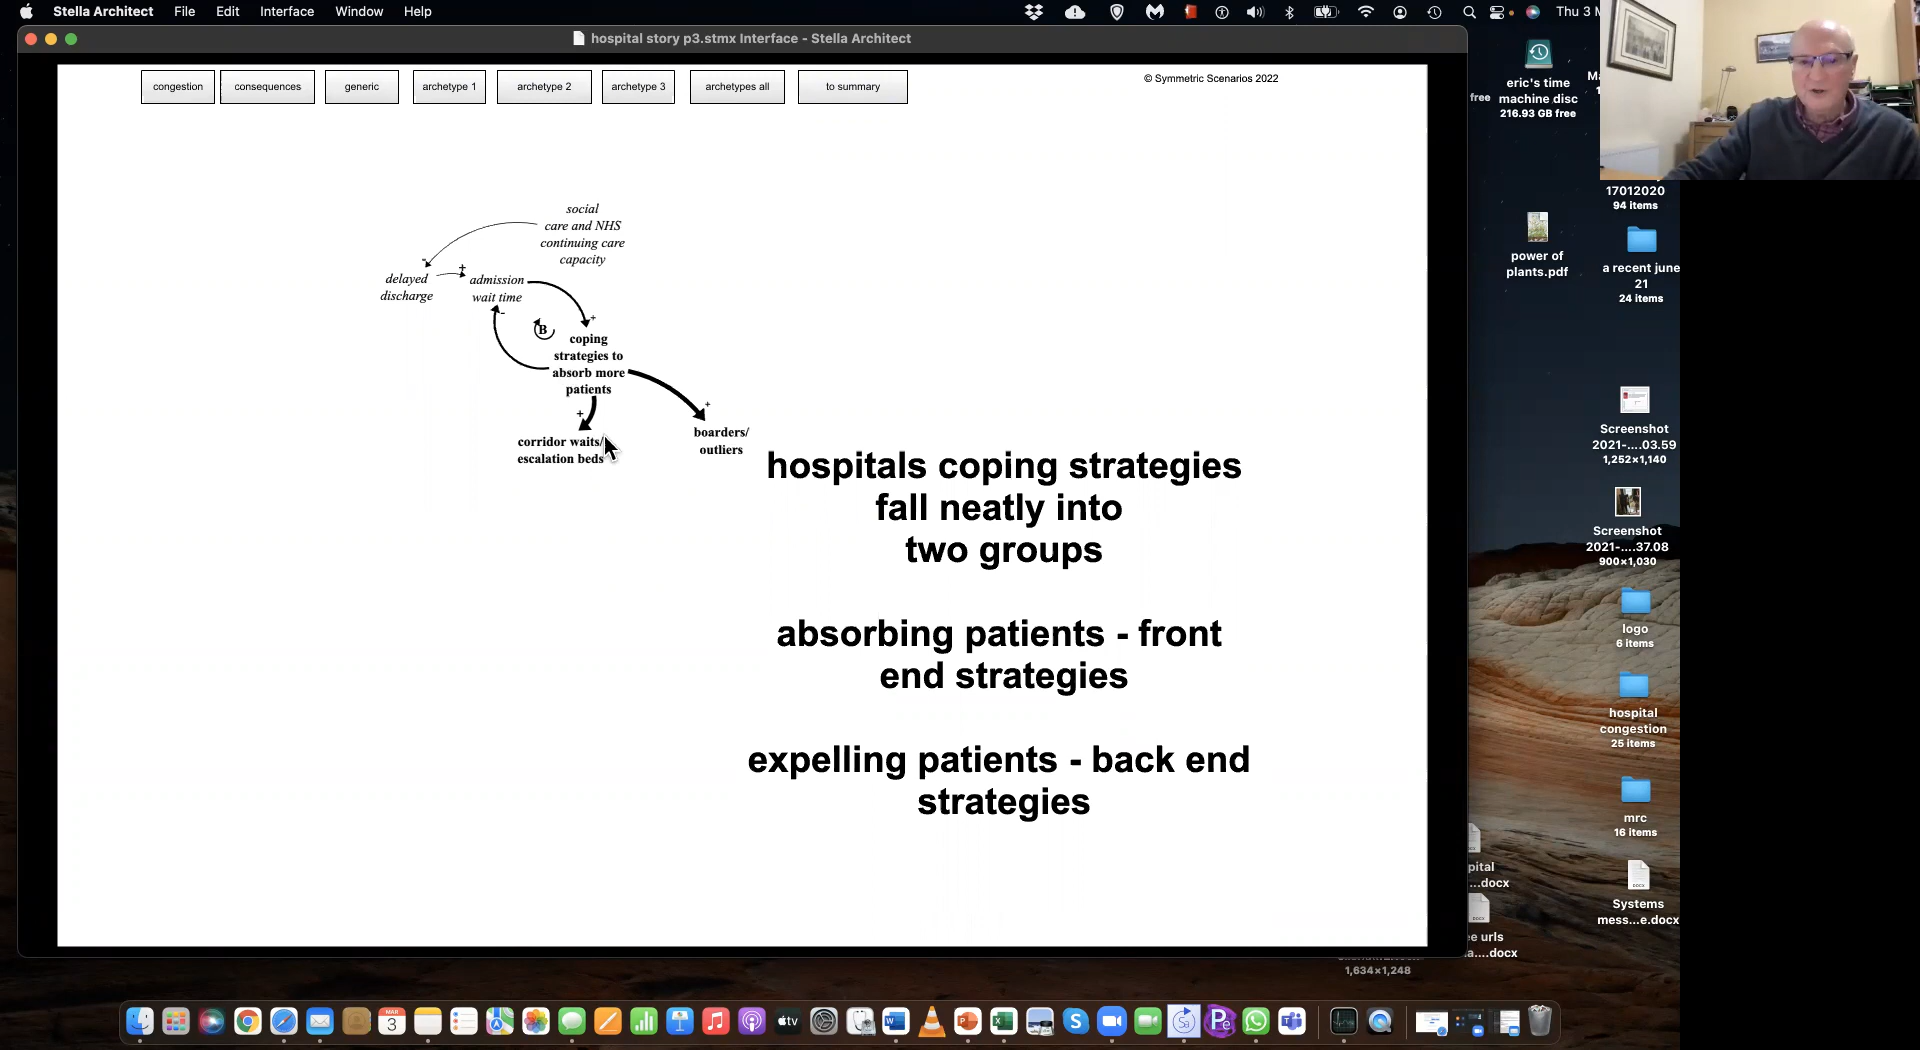 Stella Architect File Edit Interface Window Help
Thu 3 M
hospital story p3.stmx Interface - Stella Architect
congestion consequences generic archetype 1 archetype 2 archetype 3 archetypes all to summary
© Symmetric Scenarios 2022
social
care and NHS
continuing care
capacity
-
+
delayed
discharge
admission
wait time
-
+
B
coping
strategies to
absorb more
patients
+
+
corridor waits/
escalation beds
boarders/
outliers
hospitals coping strategies
fall neatly into
two groups
absorbing patients - front
end strategies
expelling patients - back end
strategies
free
eric's time
machine disc
216.93 GB free
17012020
94 items
power of
plants.pdf
a recent june
21
24 items
Screenshot
2021-....03.59
1,252×1,140
Screenshot
2021-....37.08
900×1,030
logo
6 items
hospital
congestion
25 items
mrc
16 items
pital
...docx
Systems
mess...e.docx
ee urls
a....docx
1,634×1,248
MAR
3
tv